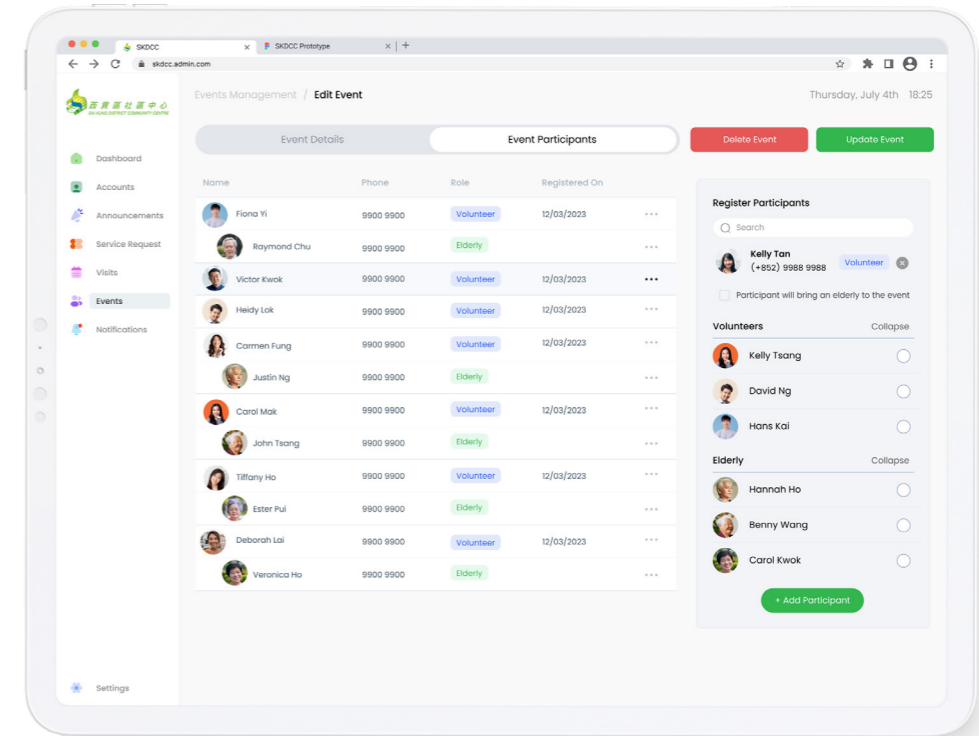 SKDCC
SKDCC Prototype
skdcc.admin.com
西貢區社區中心
SAI KUNG DISTRICT COMMUNITY CENTRE
Events Management / Edit Event
Thursday, July 4th 18:25
Event Details
Event Participants
Delete Event
Update Event
Dashboard
Accounts
Announcements
Service Request
Visits
Events
Notifications
Settings
Name Phone Role Registered On
Fiona Yi 9900 9900 Volunteer 12/03/2023
Raymond Chu 9900 9900 Elderly
Victor Kwok 9900 9900 Volunteer 12/03/2023
Heidy Lok 9900 9900 Volunteer 12/03/2023
Carmen Fung 9900 9900 Volunteer 12/03/2023
Justin Ng 9900 9900 Elderly
Carol Mak 9900 9900 Volunteer 12/03/2023
John Tsang 9900 9900 Elderly
Tiffany Ho 9900 9900 Volunteer 12/03/2023
Ester Pui 9900 9900 Elderly
Deborah Lai 9900 9900 Volunteer 12/03/2023
Veronica Ho 9900 9900 Elderly
Register Participants
Search
Kelly Tan
(+852) 9988 9988
Volunteer
Participant will bring an elderly to the event
Volunteers Collapse
Kelly Tsang
David Ng
Hans Kai
Elderly Collapse
Hannah Ho
Benny Wang
Carol Kwok
+ Add Participant